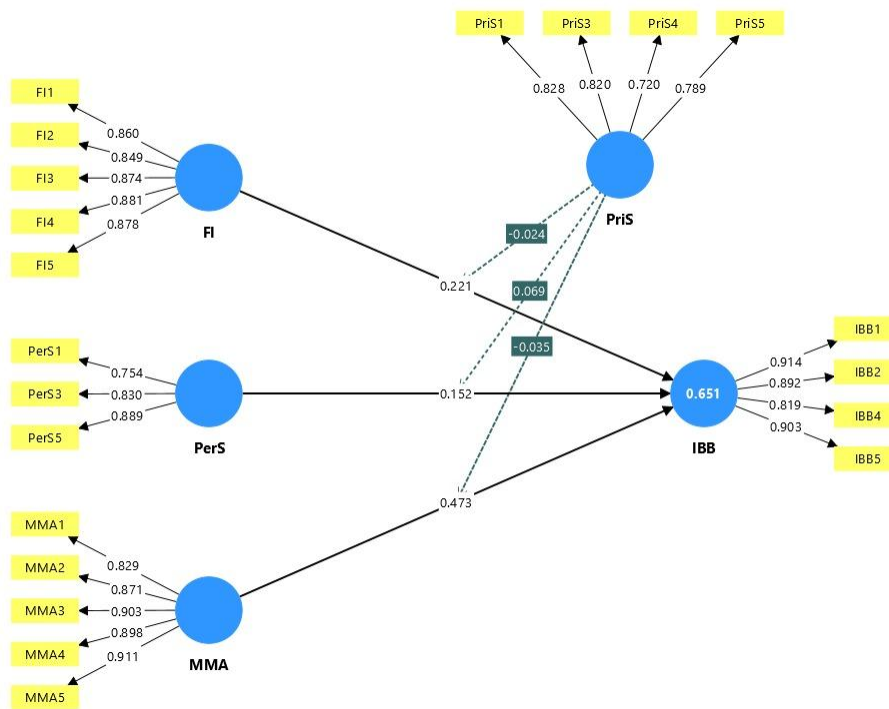 PriS1 PriS3 PriS4 PriS5
0.828 0.820 0.720 0.789
PriS
FI1
FI2
FI3
FI4
FI5
0.860
0.849
0.874
0.881
0.878
FI
-0.024
0.221
0.069
-0.035
PerS1
PerS3
PerS5
0.754
0.830
0.889
PerS
0.152
0.651
IBB
IBB1
IBB2
IBB4
IBB5
0.914
0.892
0.819
0.903
0.473
MMA1
MMA2
MMA3
MMA4
MMA5
0.829
0.871
0.903
0.898
0.911
MMA